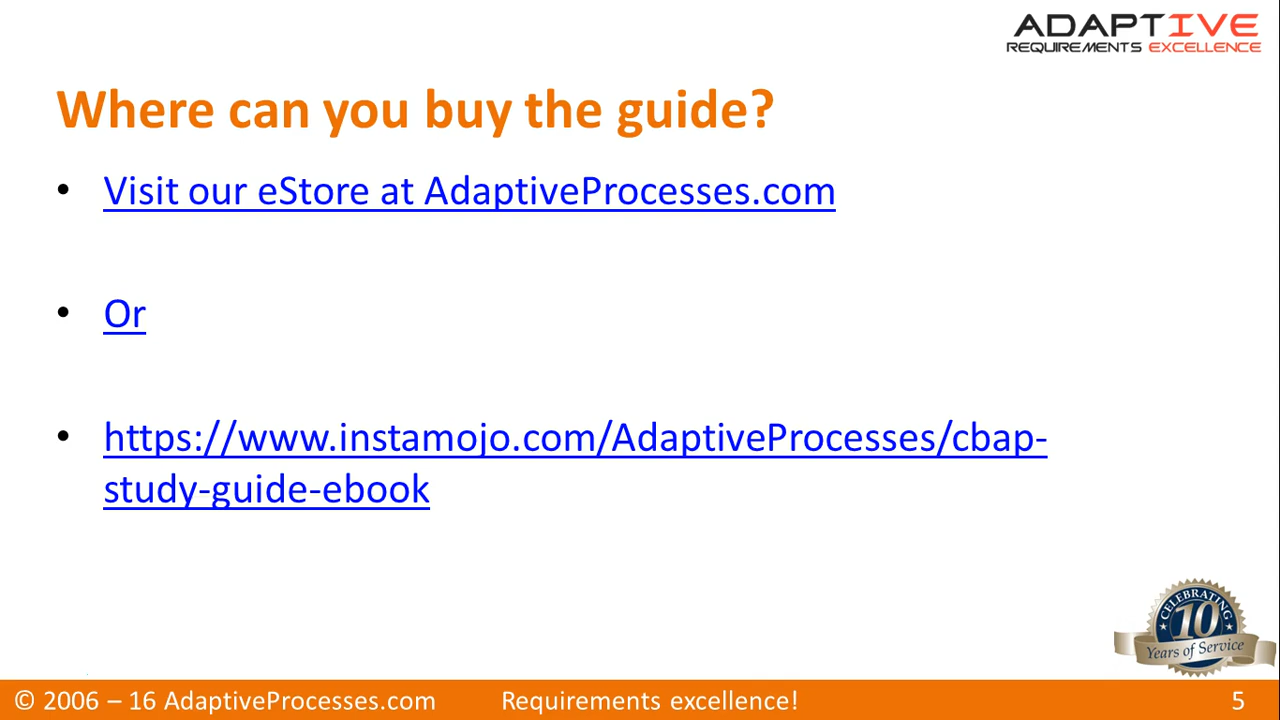 ADAPTIVE
REQUIREMENTS EXCELLENCE
Where can you buy the guide?
• Visit our eStore at AdaptiveProcesses.com
• Or
• https://www.instamojo.com/AdaptiveProcesses/cbap-
study-guide-ebook
CELEBRATING
10
Years of Service
© 2006 – 16 AdaptiveProcesses.com Requirements excellence! 5